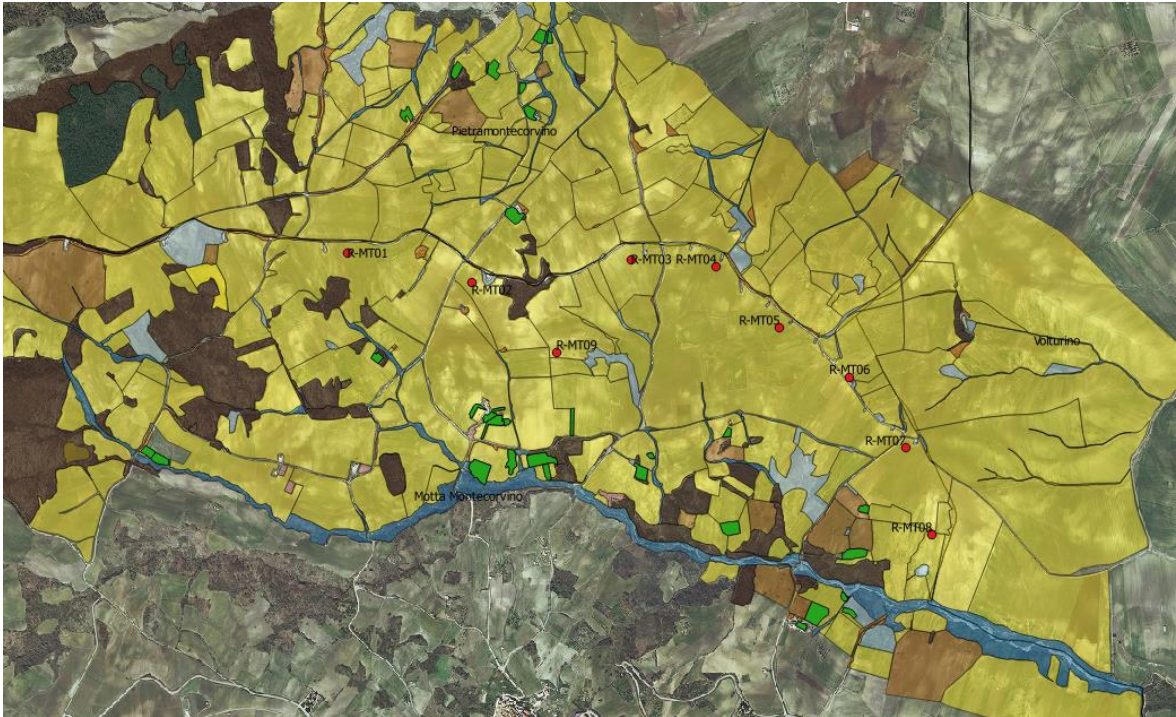 Pietramontecorvino
R-MT01
R-MT02
R-MT03
R-MT04
R-MT05
R-MT06
R-MT07
R-MT08
R-MT09
Volturino
Motta Montecorvino